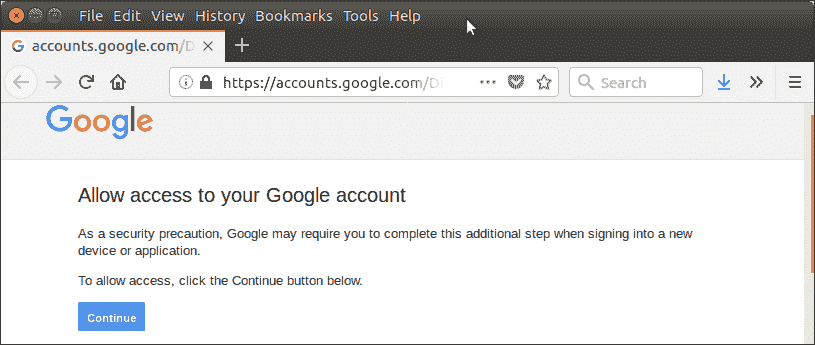 File Edit View History Bookmarks Tools Help
accounts.google.com/D
https://accounts.google.com/Di
Search
Google
Allow access to your Google account
As a security precaution, Google may require you to complete this additional step when signing into a new
device or application.
To allow access, click the Continue button below.
Continue